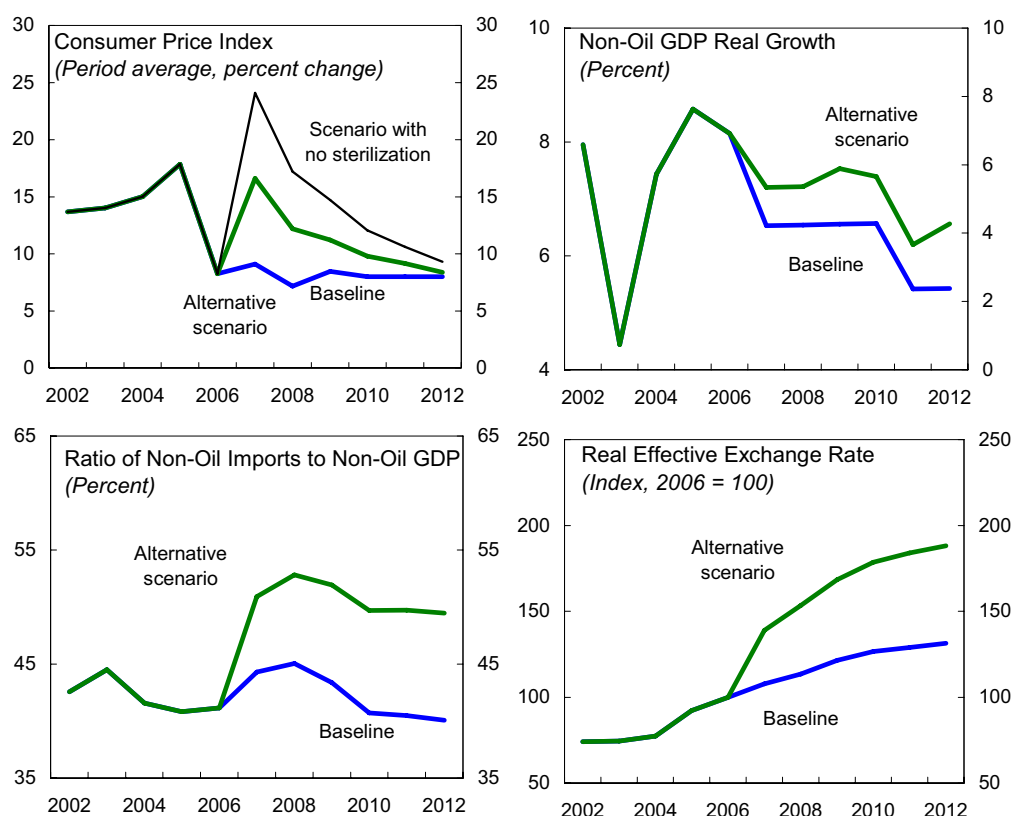 Consumer Price Index
(Period average, percent change)
30
25
20
15
10
5
0
30
25
20
15
10
5
0
Scenario with
no sterilization
Alternative
scenario
Baseline
2002 2004 2006 2008 2010 2012
Non-Oil GDP Real Growth
(Percent)
10
8
6
4
10
8
6
4
2
0
Alternative
scenario
Baseline
2002 2004 2006 2008 2010 2012
Ratio of Non-Oil Imports to Non-Oil GDP
(Percent)
65
55
45
35
65
55
45
35
Alternative
scenario
Baseline
2002 2004 2006 2008 2010 2012
Real Effective Exchange Rate
(Index, 2006 = 100)
250
200
150
100
50
250
200
150
100
50
Alternative
scenario
Baseline
2002 2004 2006 2008 2010 2012